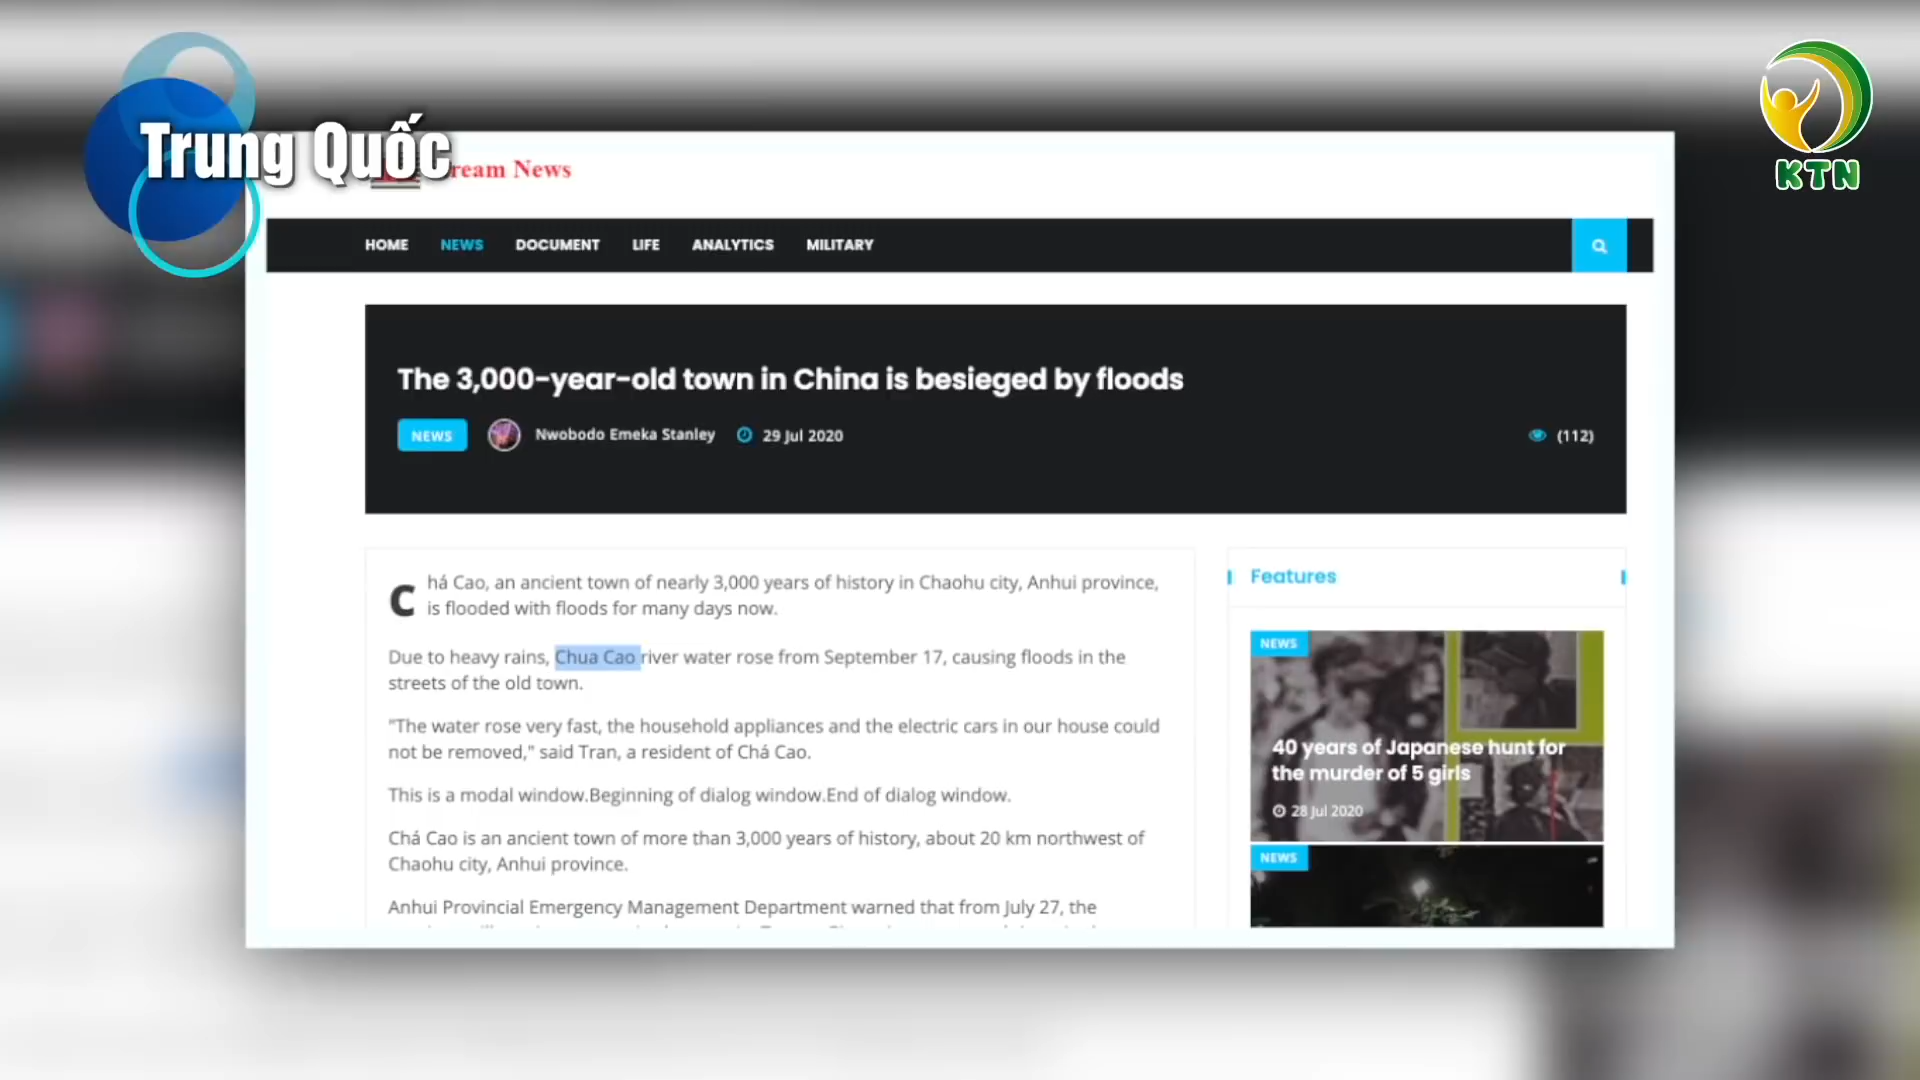 Trung Quốc
KTN
ream News
HOME NEWS DOCUMENT LIFE ANALYTICS MILITARY
The 3,000-year-old town in China is besieged by floods
NEWS Nwobodo Emeka Stanley 29 Jul 2020 (112)
Chá Cao, an ancient town of nearly 3,000 years of history in Chaohu city, Anhui province,
is flooded with floods for many days now.
Due to heavy rains, Chua Cao river water rose from September 17, causing floods in the
streets of the old town.
"The water rose very fast, the household appliances and the electric cars in our house could
not be removed," said Tran, a resident of Chá Cao.
This is a modal window.Beginning of dialog window.End of dialog window.
Chá Cao is an ancient town of more than 3,000 years of history, about 20 km northwest of
Chaohu city, Anhui province.
Anhui Provincial Emergency Management Department warned that from July 27, the
Features
NEWS
40 years of Japanese hunt for
the murder of 5 girls
28 Jul 2020
NEWS